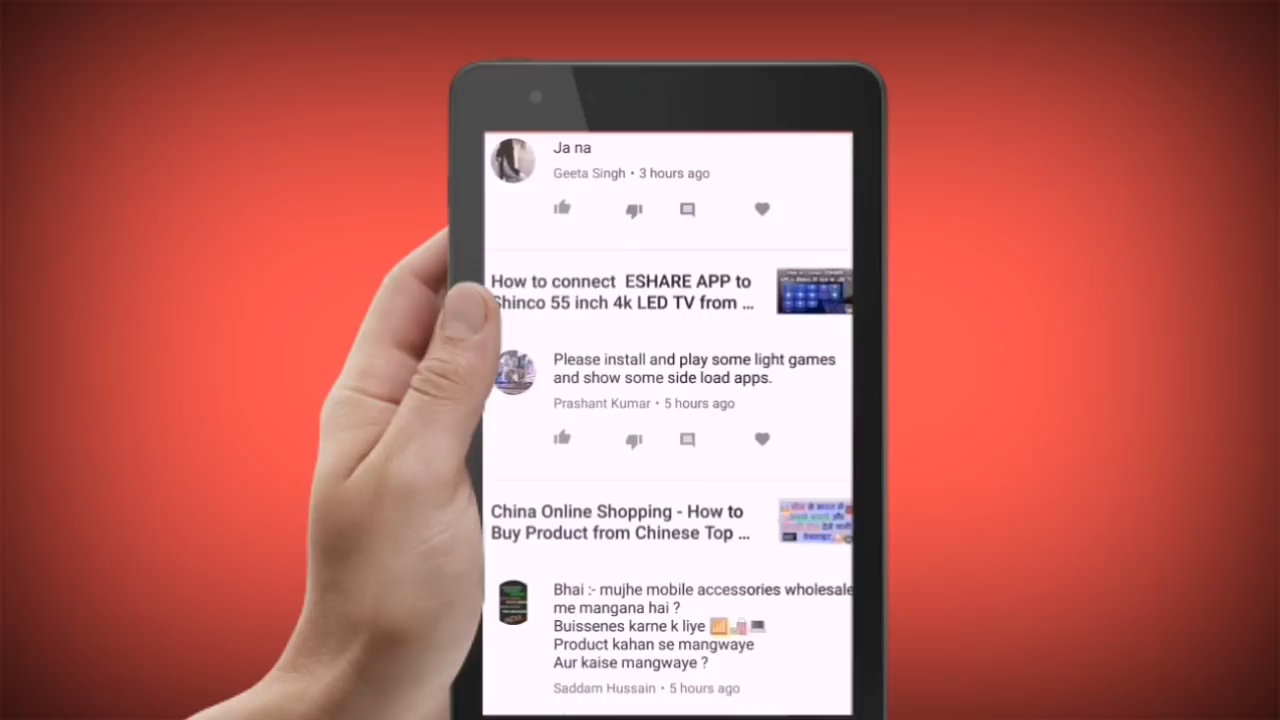 Ja na
Geeta Singh • 3 hours ago
How to connect ESHARE APP to
Shinco 55 inch 4k LED TV from ...
Please install and play some light games
and show some side load apps.
Prashant Kumar • 5 hours ago
China Online Shopping - How to
Buy Product from Chinese Top ...
Bhai :- mujhe mobile accessories wholesale
me mangana hai ?
Buissenes karne k liye 📶🛍️💻
Product kahan se mangwaye
Aur kaise mangwaye ?
Saddam Hussain • 5 hours ago